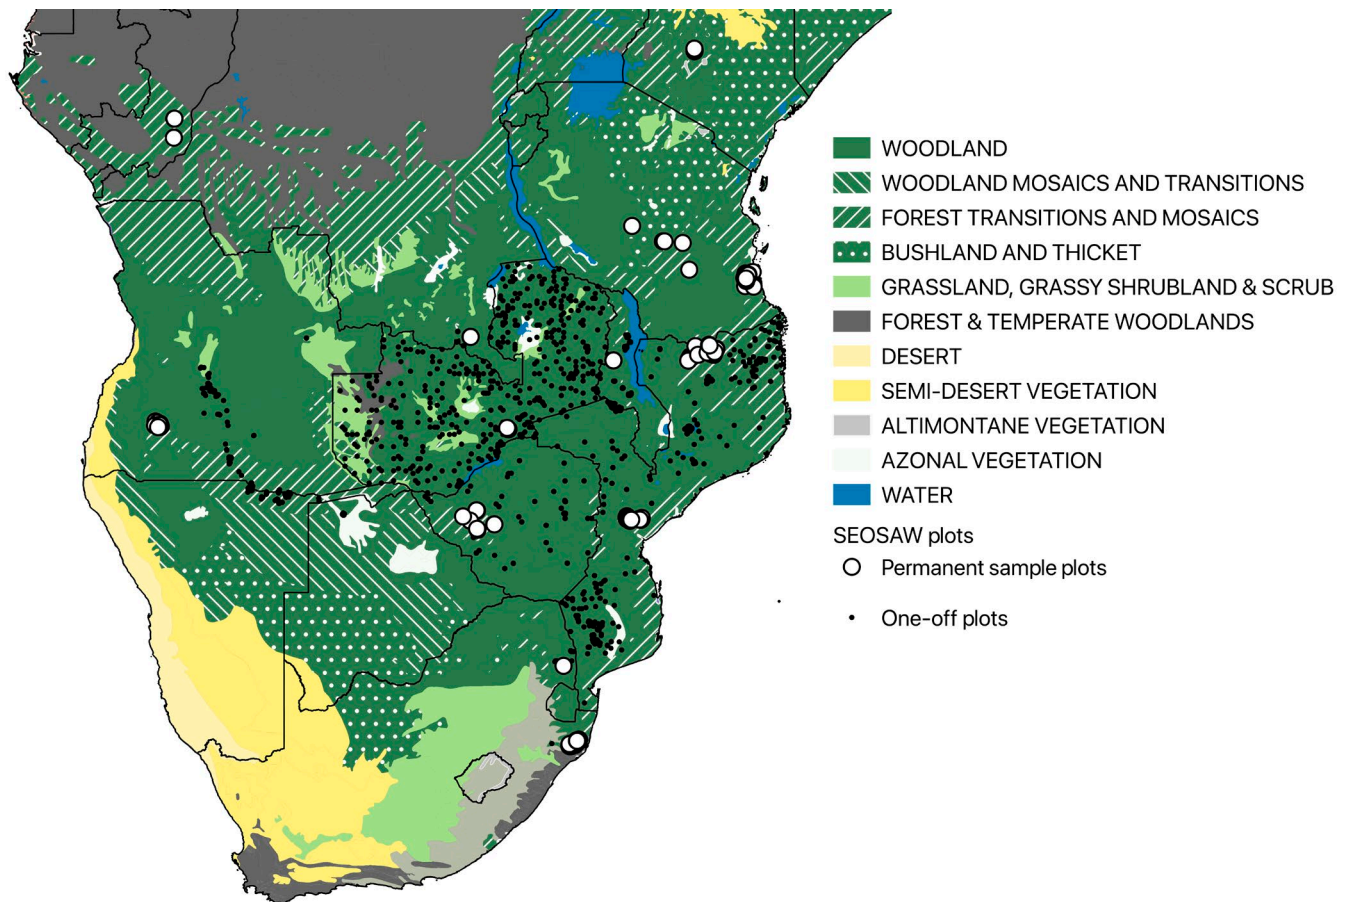 WOODLAND
WOODLAND MOSAICS AND TRANSITIONS
FOREST TRANSITIONS AND MOSAICS
BUSHLAND AND THICKET
GRASSLAND, GRASSY SHRUBLAND & SCRUB
FOREST & TEMPERATE WOODLANDS
DESERT
SEMI-DESERT VEGETATION
ALTIMONTANE VEGETATION
AZONAL VEGETATION
WATER
SEOSAW plots
Permanent sample plots
One-off plots